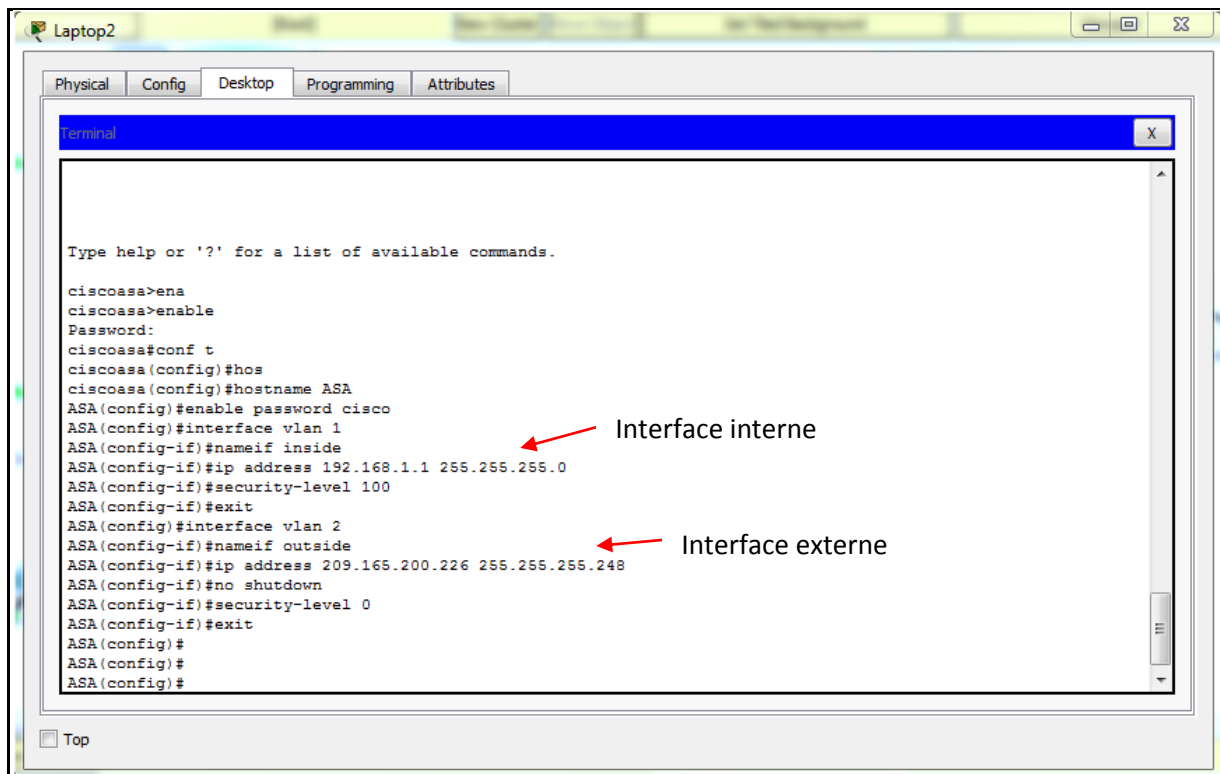 Laptop2
Physical Config Desktop Programming Attributes
Terminal X
Type help or '?' for a list of available commands.
ciscoasa>ena
ciscoasa>enable
Password:
ciscoasa#conf t
ciscoasa(config)#hos
ciscoasa(config)#hostname ASA
ASA(config)#enable password cisco
ASA(config)#interface vlan 1
Interface interne
ASA(config-if)#nameif inside
ASA(config-if)#ip address 192.168.1.1 255.255.255.0
ASA(config-if)#security-level 100
ASA(config-if)#exit
ASA(config)#interface vlan 2
ASA(config-if)#nameif outside
Interface externe
ASA(config-if)#ip address 209.165.200.226 255.255.255.248
ASA(config-if)#no shutdown
ASA(config-if)#security-level 0
ASA(config-if)#exit
ASA(config)#
ASA(config)#
ASA(config)#
Top